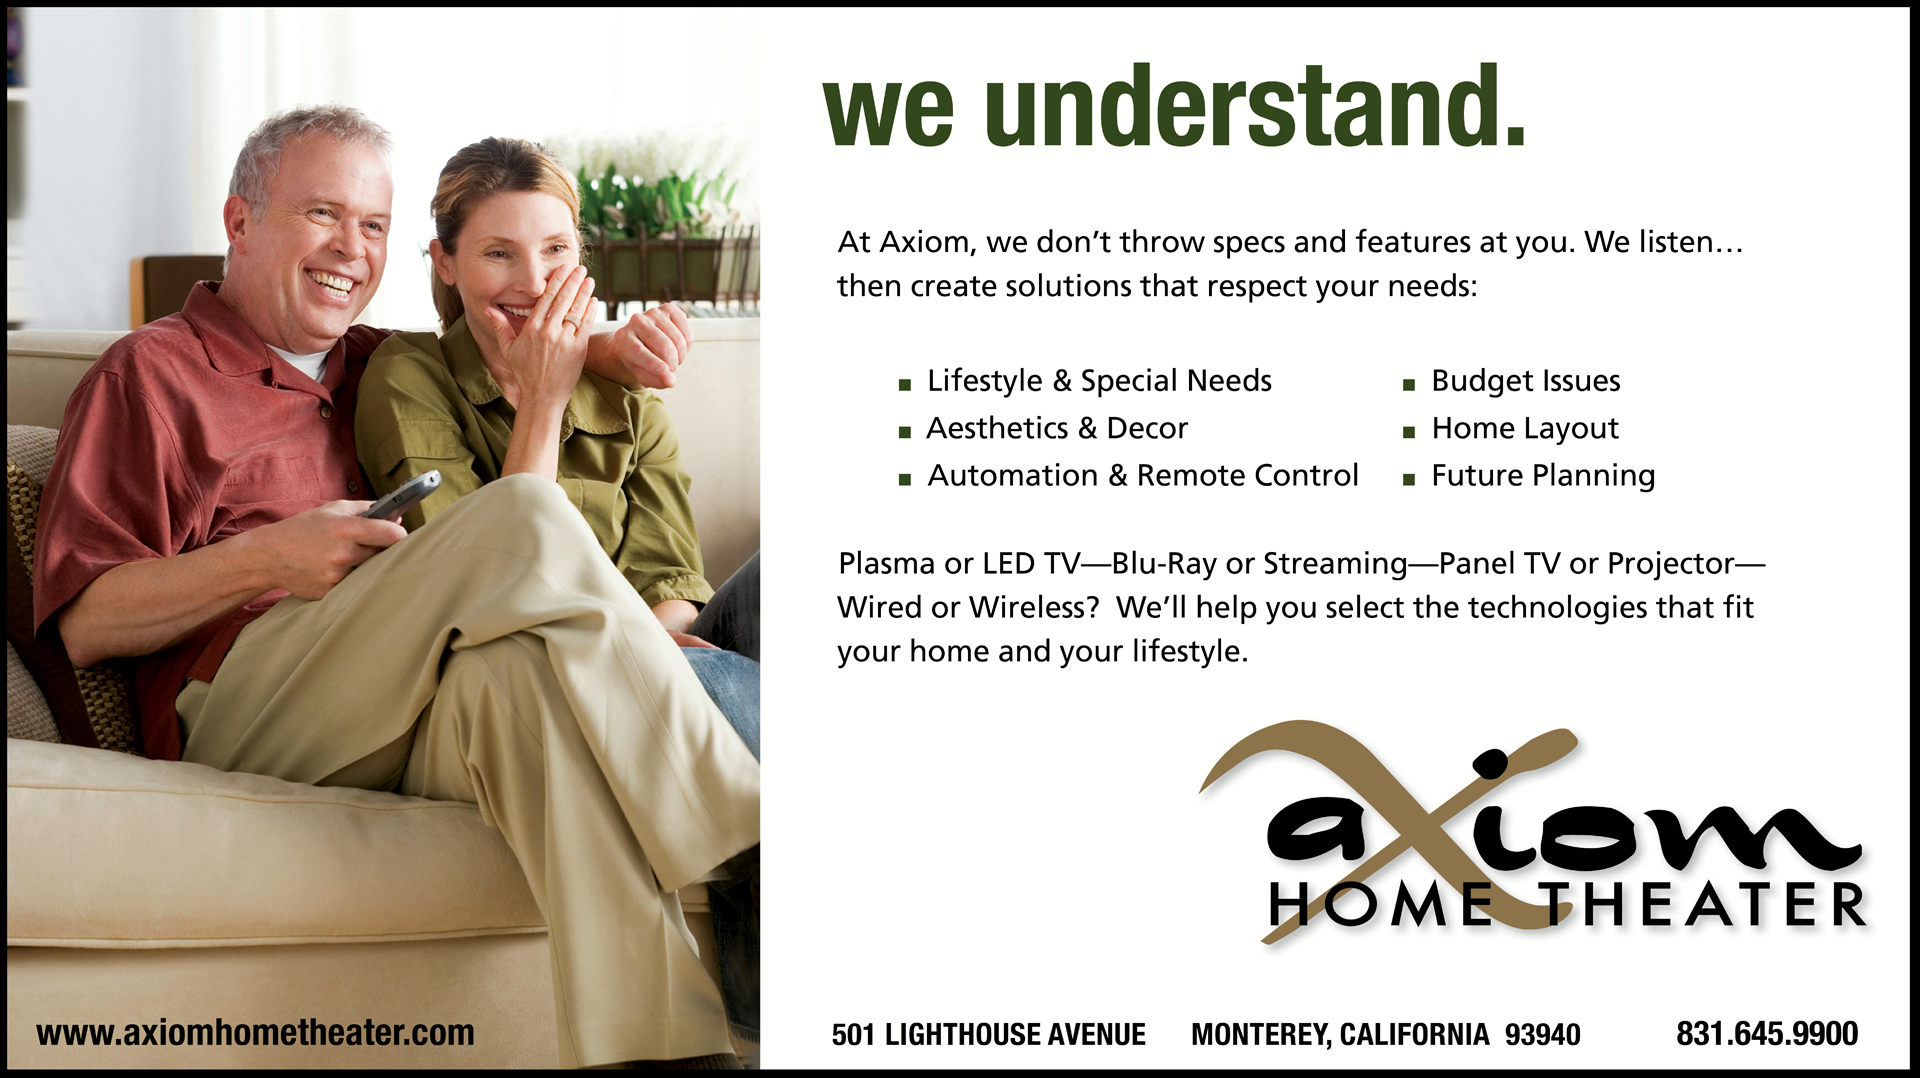 we understand.
At Axiom, we don’t throw specs and features at you. We listen…
then create solutions that respect your needs:
▪ Lifestyle & Special Needs
▪ Aesthetics & Decor
▪ Automation & Remote Control
▪ Budget Issues
▪ Home Layout
▪ Future Planning
Plasma or LED TV—Blu-Ray or Streaming—Panel TV or Projector—
Wired or Wireless?  We’ll help you select the technologies that fit
your home and your lifestyle.
axiom
HOME THEATER
www.axiomhometheater.com
501 LIGHTHOUSE AVENUE MONTEREY, CALIFORNIA 93940 831.645.9900